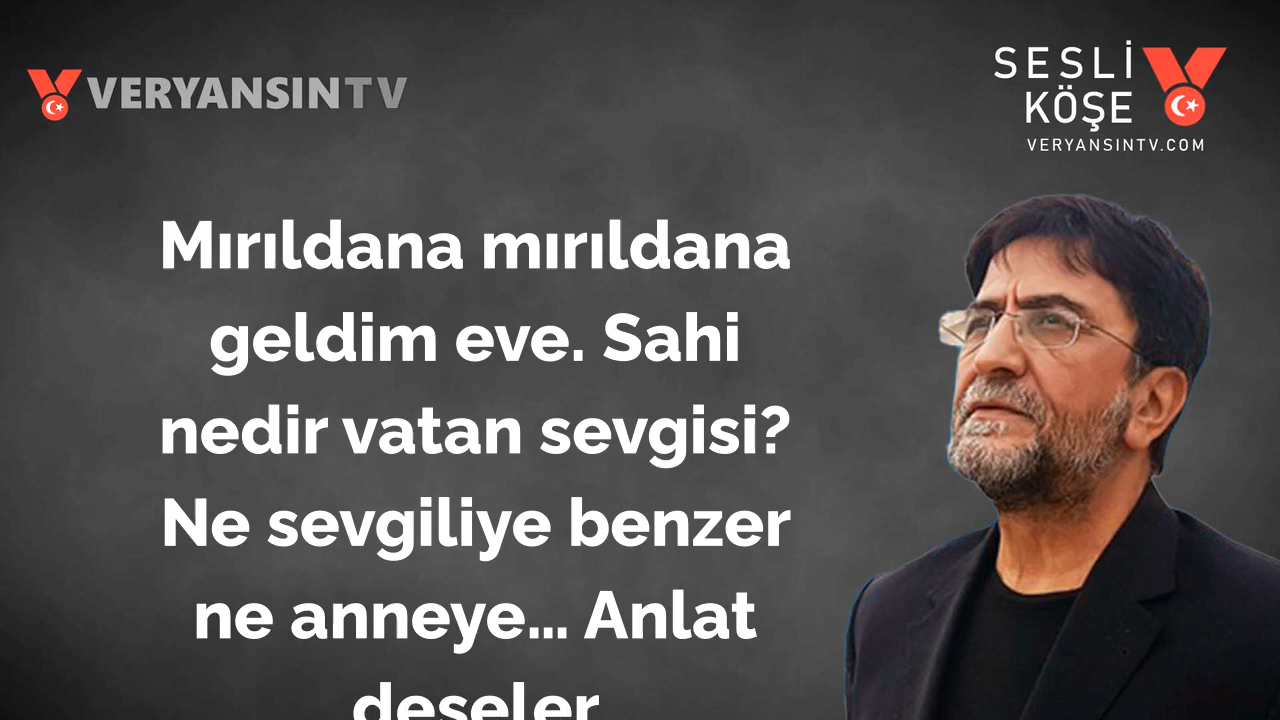 VERYANSINTV
SESLİ
KÖŞE
VERYANSINTV.COM
Mırıldana mırıldana
geldim eve. Sahi
nedir vatan sevgisi?
Ne sevgiliye benzer
ne anneye... Anlat
deseler